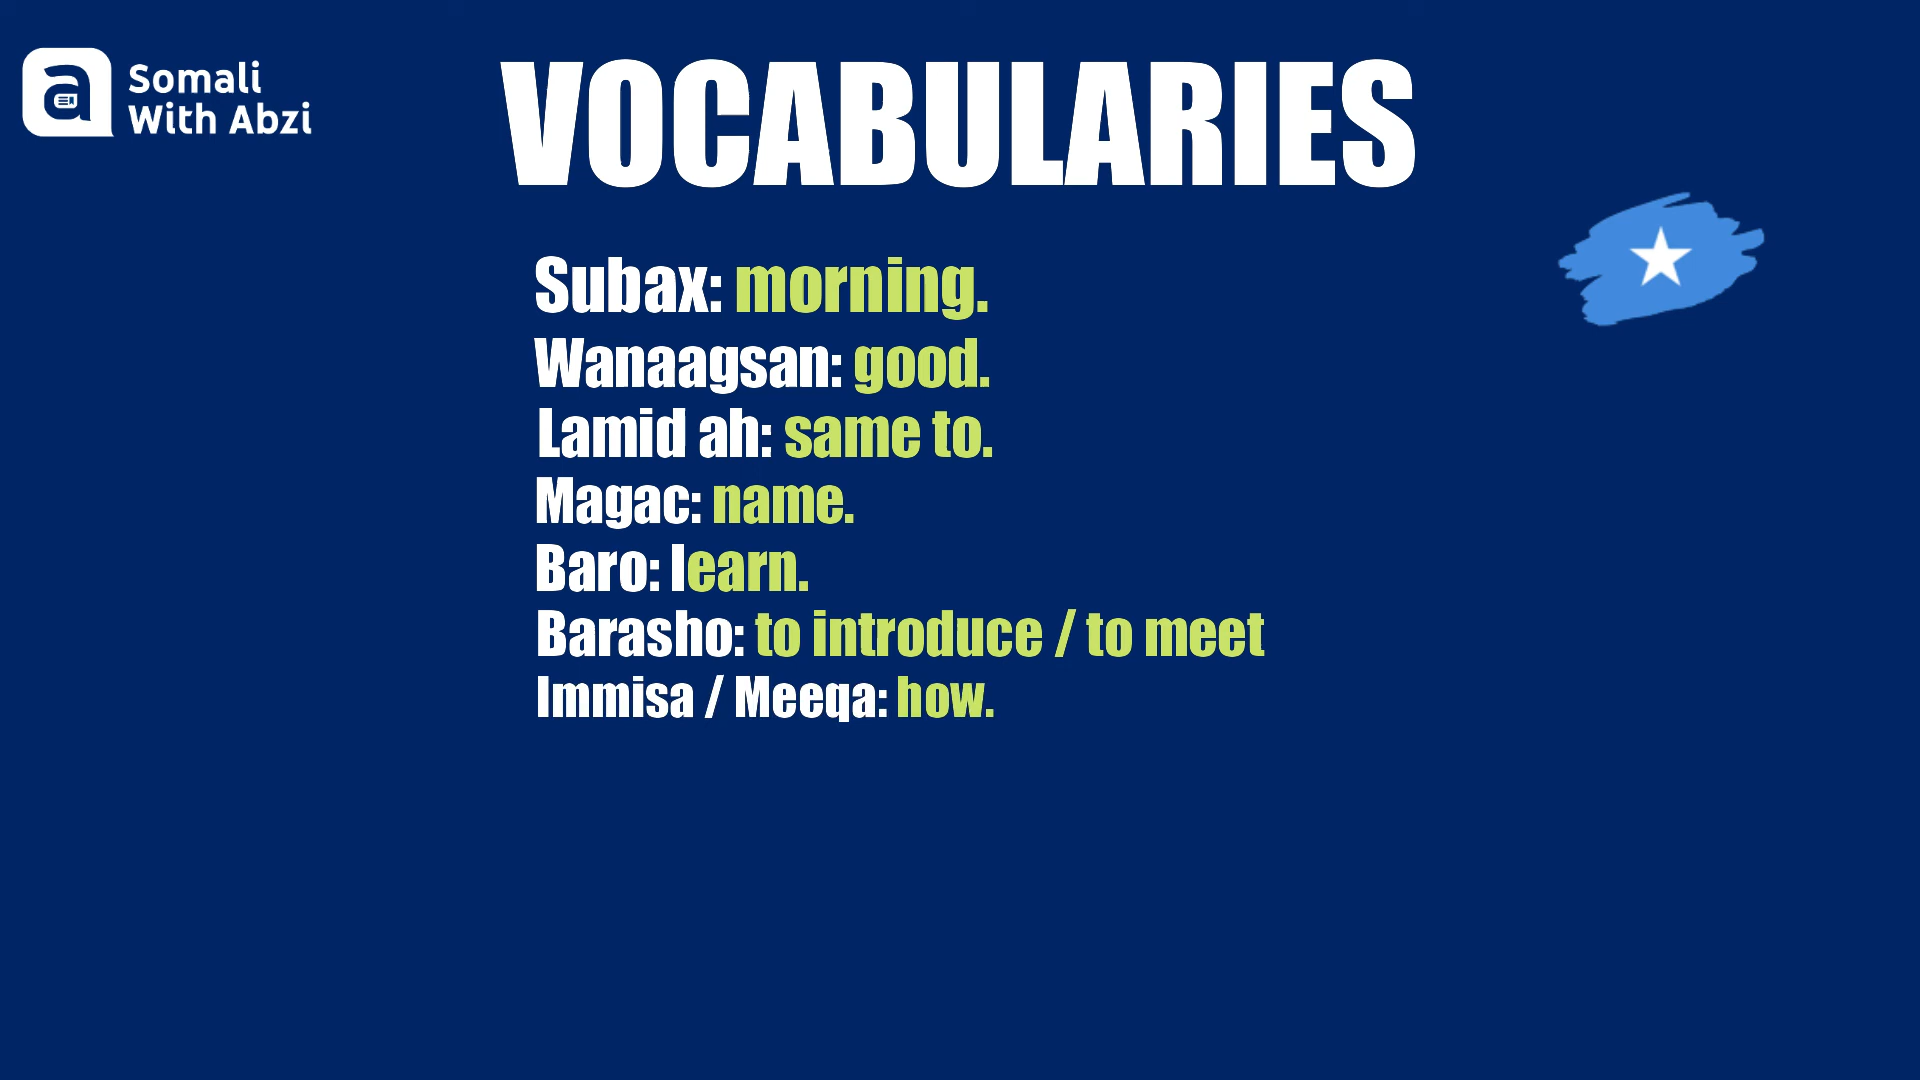 Somali
With Abzi
VOCABULARIES
Subax: morning.
Wanaagsan: good.
Lamid ah: same to.
Magac: name.
Baro: learn.
Barasho: to introduce / to meet
Immisa / Meeqa: how.